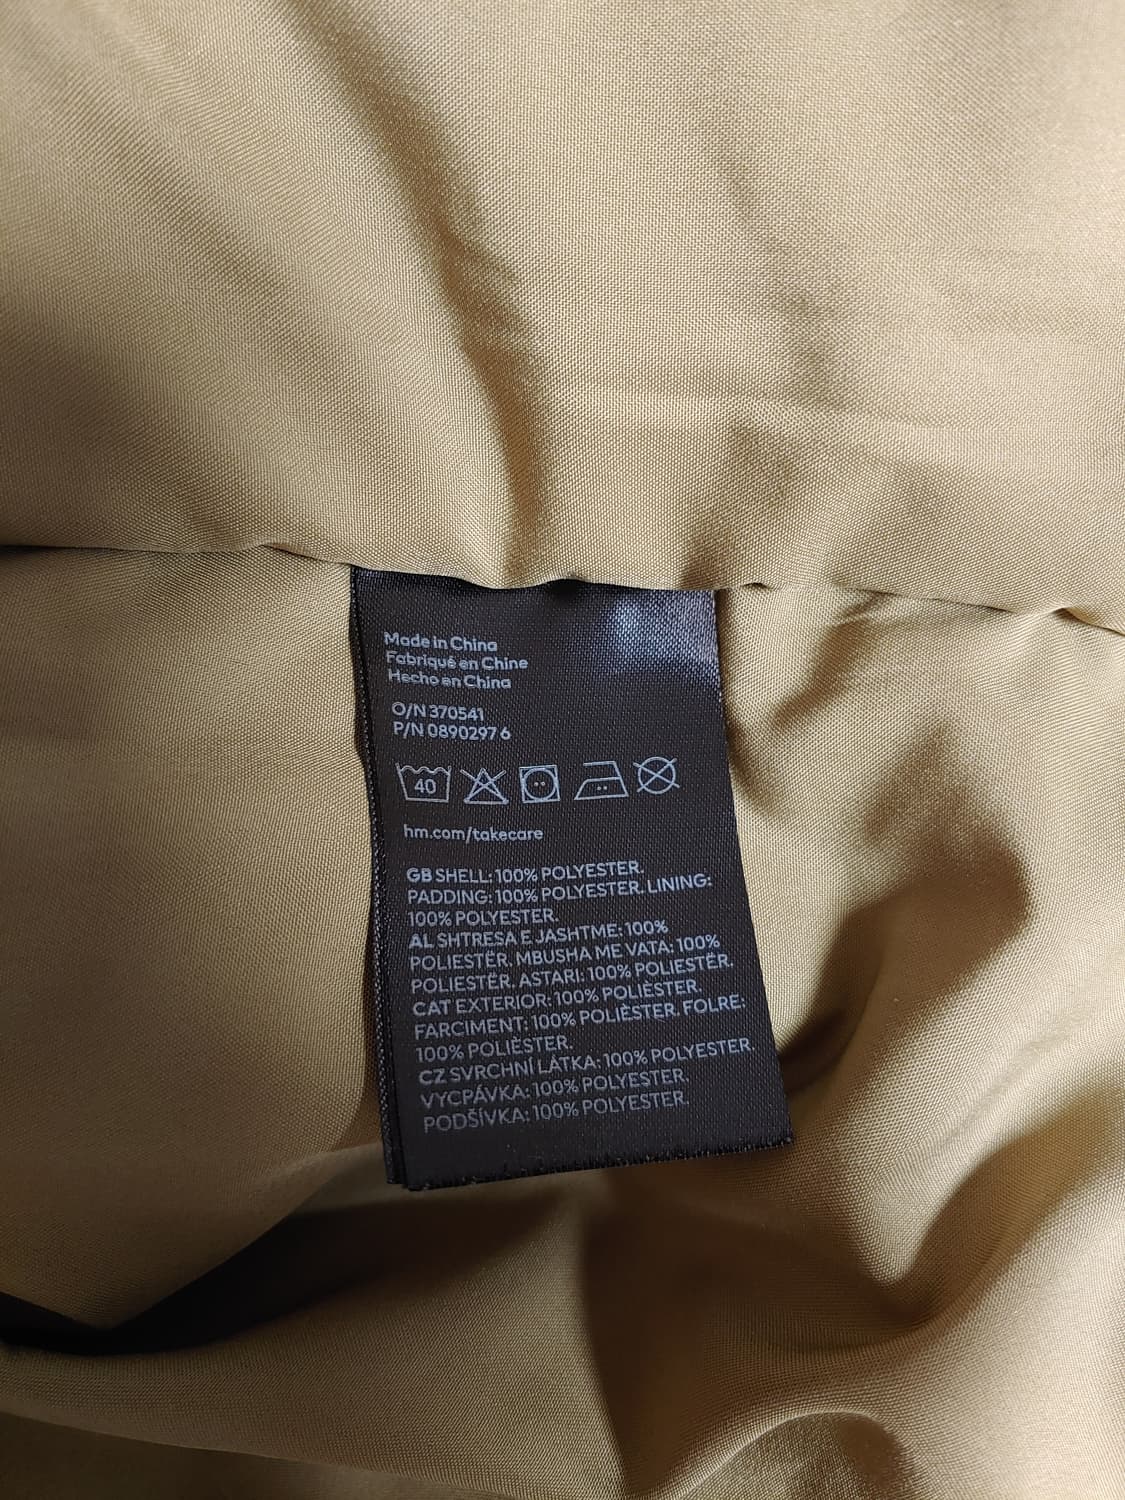 Made in China
Fabriqué en Chine
Hecho en China
O/N 370541
P/N 0890297 6
40
hm.com/takecare
GB SHELL: 100% POLYESTER.
PADDING: 100% POLYESTER. LINING:
100% POLYESTER.
AL SHTRESA E JASHTME: 100%
POLIESTËR. MBUSHA ME VATA: 100%
POLIESTËR. ASTARI: 100% POLIESTËR.
CAT EXTERIOR: 100% POLIÈSTER.
FARCIMENT: 100% POLIÈSTER. FOLRE:
100% POLIÈSTER.
CZ SVRCHNÍ LÁTKA: 100% POLYESTER.
VYCPÁVKA: 100% POLYESTER.
PODŠÍVKA: 100% POLYESTER.